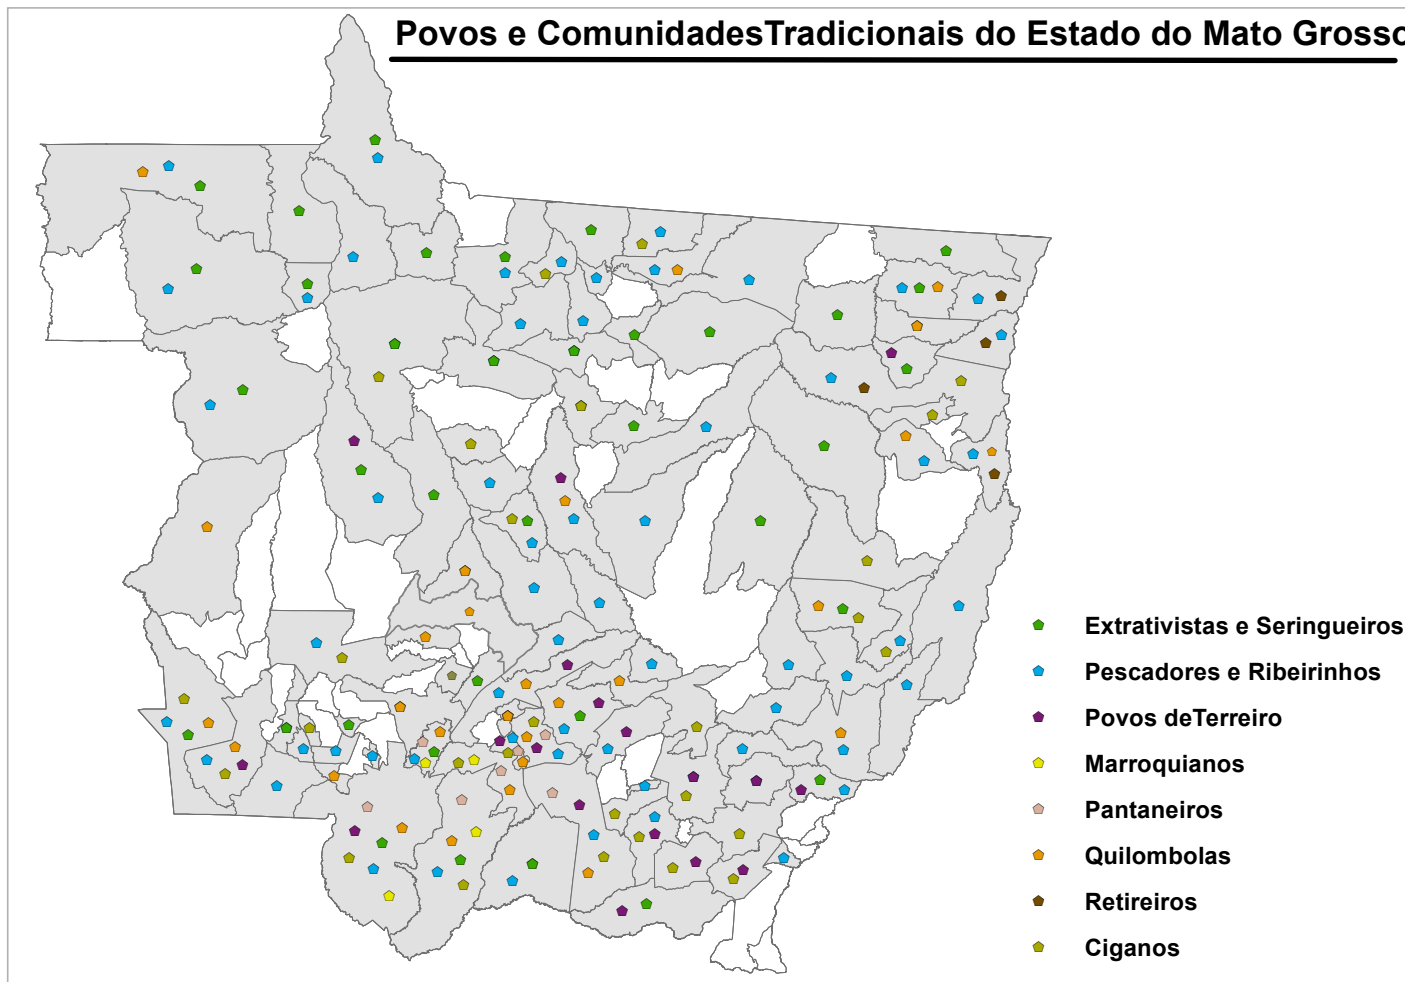 Povos e ComunidadesTradicionais do Estado do Mato Grosso
Extrativistas e Seringueiros
Pescadores e Ribeirinhos
Povos deTerreiro
Marroquianos
Pantaneiros
Quilombolas
Retireiros
Ciganos